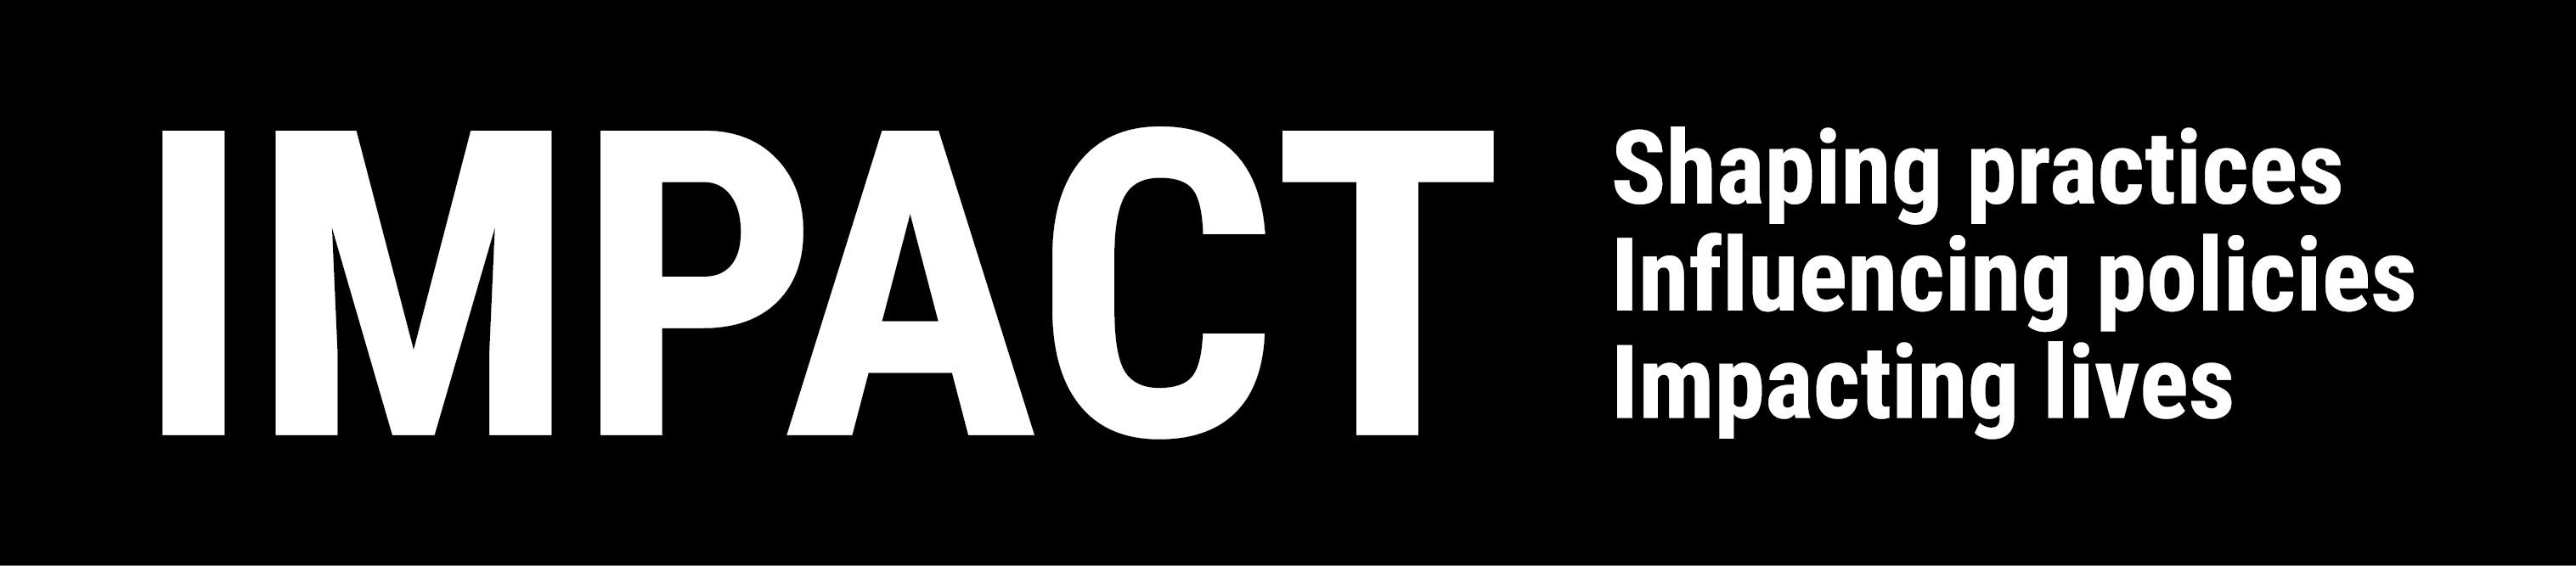 IMPACT
Shaping practices
Influencing policies
Impacting lives